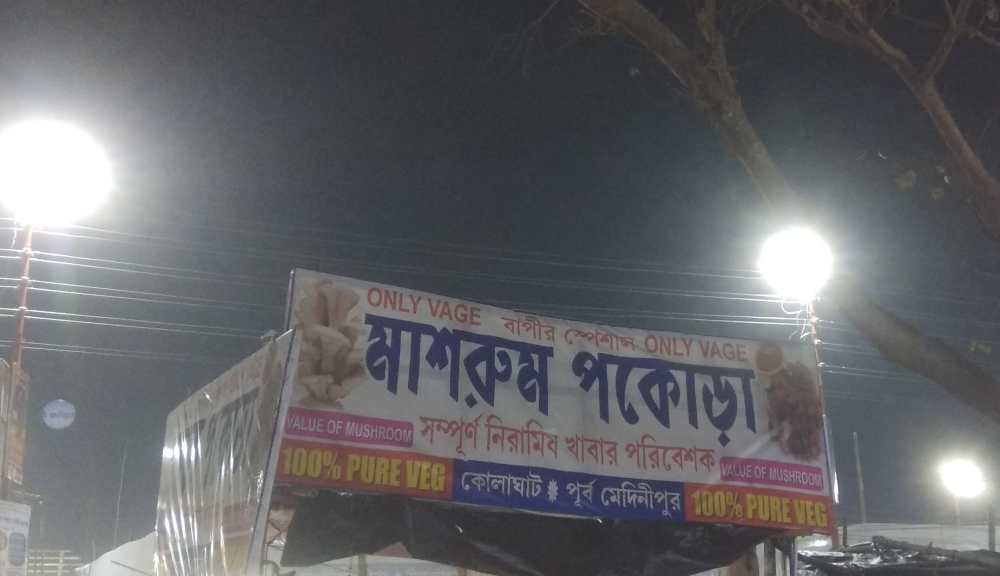 ONLY VAGE বাপীর স্পেশাল ONLY VAGE
মাশরুম পকোড়া
VALUE OF MUSHROOM সম্পূর্ণ নিরামিষ খাবার পরিবেশক VALUE OF MUSHROOM
100% PURE VEG কোলাঘাট পূর্ব মেদিনীপুর 100% PURE VEG